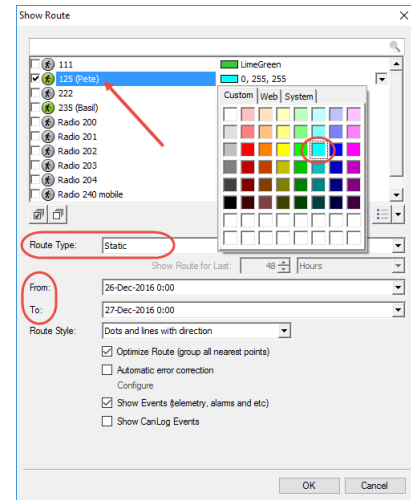 Show Route
111 LimeGreen
125 (Pete) 0, 255, 255
222 Custom Web System
235 (Basil)
Radio 200
Radio 201
Radio 202
Radio 203
Radio 204
Radio 240 mobile
Route Type: Static
Show Route for Last: 48 Hours
From: 26-Dec-2016 0:00
To: 27-Dec-2016 0:00
Route Style: Dots and lines with direction
Optimize Route (group all nearest points)
Automatic error correction
Configure
Show Events (telemetry, alarms and etc)
Show CanLog Events
OK Cancel